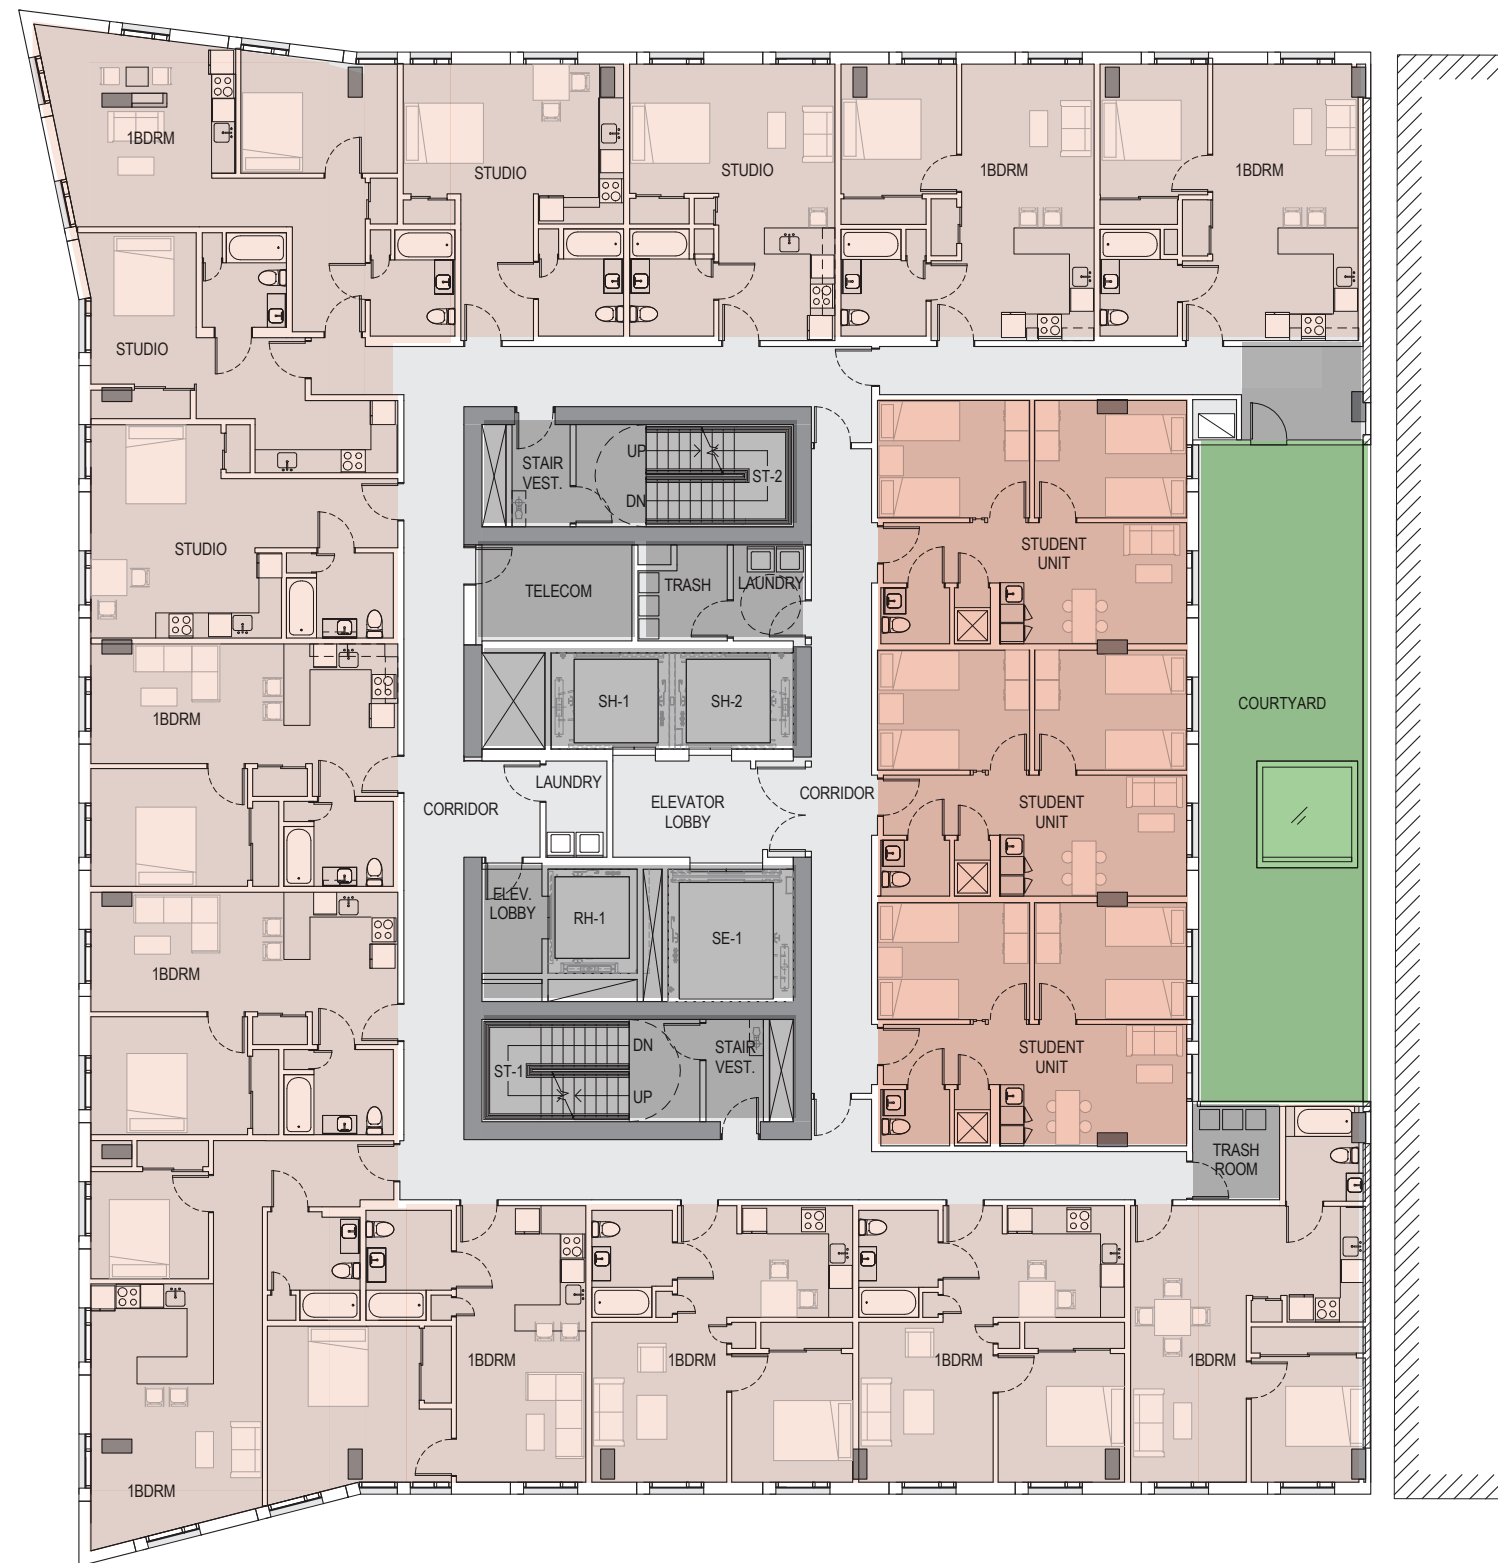 1BDRM
STUDIO
STUDIO
1BDRM
1BDRM
STUDIO
STAIR
VEST.
UP
DN
ST-2
STUDIO
STUDENT
UNIT
TELECOM
TRASH
LAUNDRY
1BDRM
SH-1
SH-2
COURTYARD
LAUNDRY
CORRIDOR
ELEVATOR
LOBBY
CORRIDOR
STUDENT
UNIT
ELEV.
LOBBY
RH-1
SE-1
1BDRM
ST-1
DN
UP
STAIR
VEST.
STUDENT
UNIT
TRASH
ROOM
1BDRM
1BDRM
1BDRM
1BDRM
1BDRM